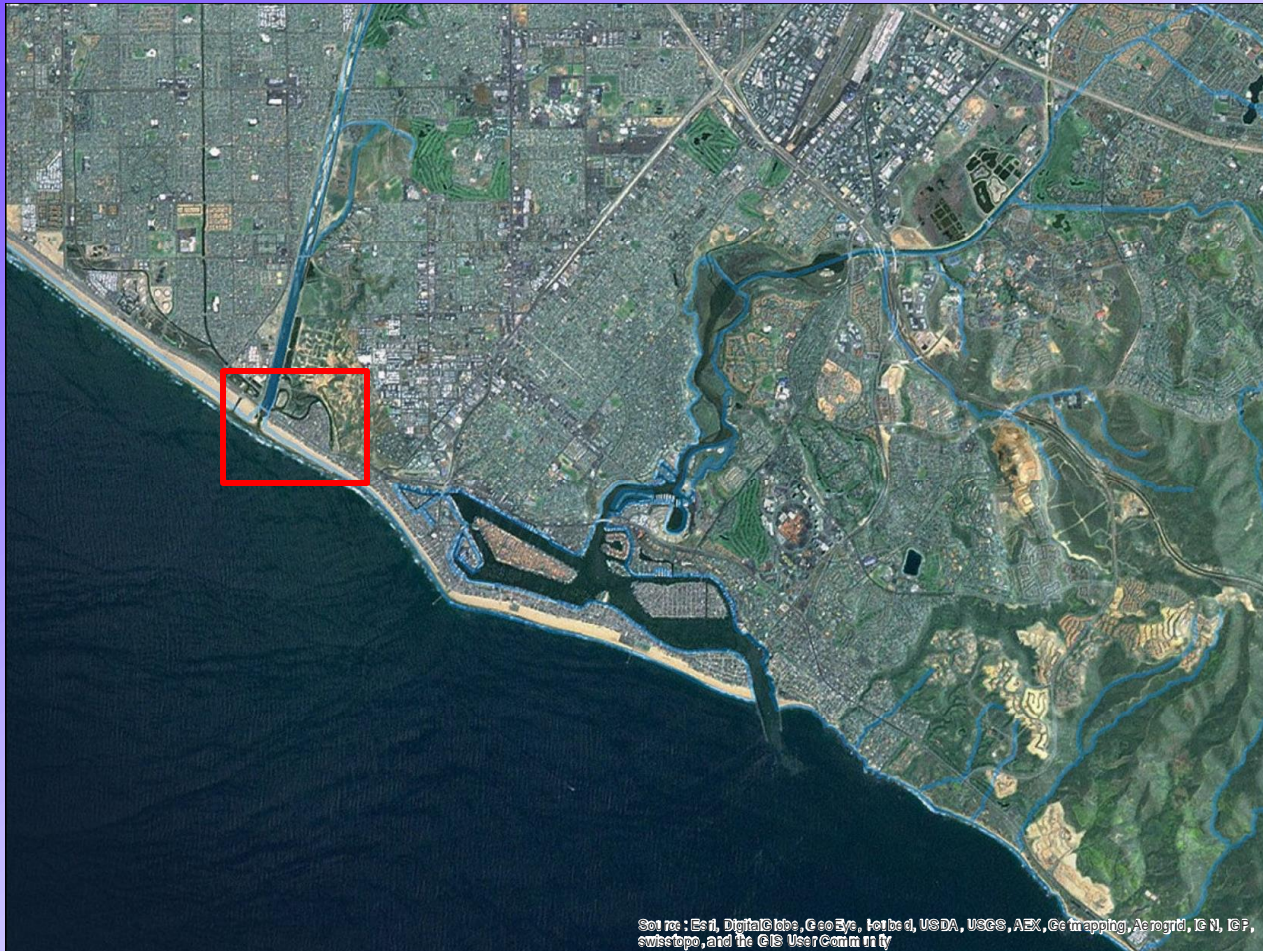 Source: Esri, DigitalGlobe, GeoEye, i-cubed, USDA, USGS, AEX, Getmapping, Aerogrid, IGN, IGP,
swisstopo, and the GIS User Community